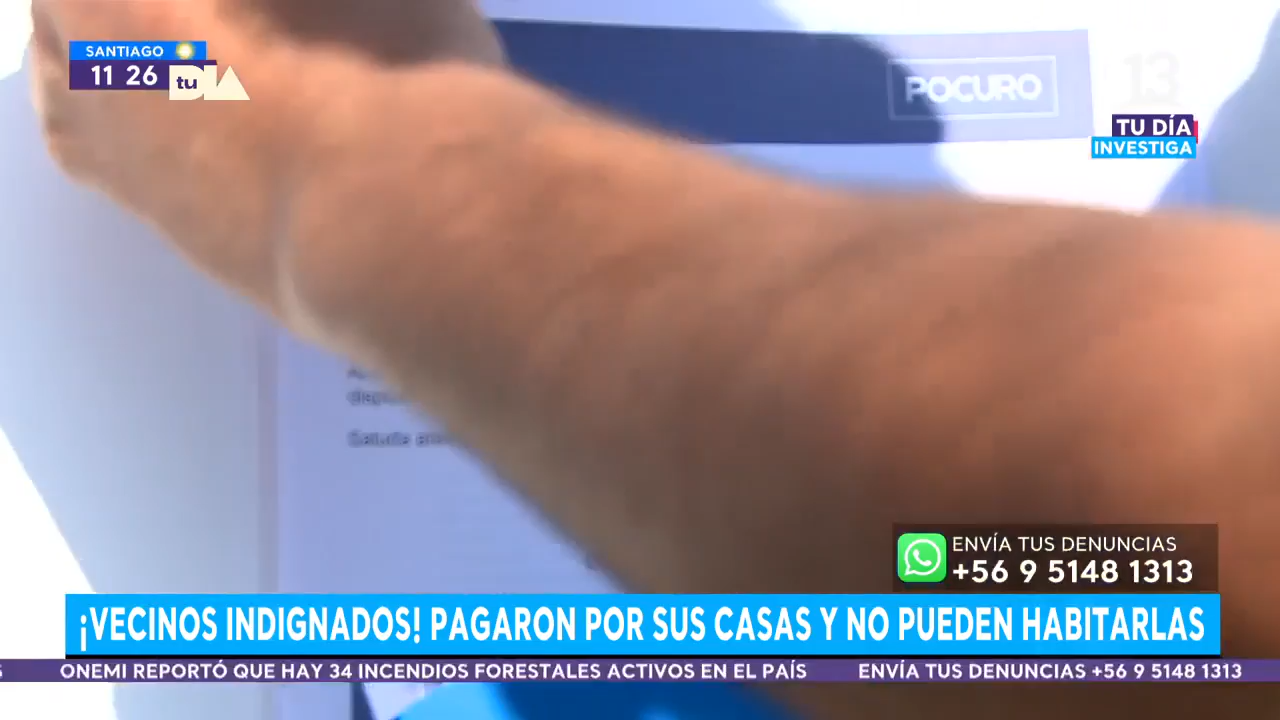 SANTIAGO
11 26
tu DÍA
POCURO
13
TU DÍA
INVESTIGA
ENVÍA TUS DENUNCIAS
+56 9 5148 1313
¡VECINOS INDIGNADOS! PAGARON POR SUS CASAS Y NO PUEDEN HABITARLAS
ONEMI REPORTÓ QUE HAY 34 INCENDIOS FORESTALES ACTIVOS EN EL PAÍS ENVÍA TUS DENUNCIAS +56 9 5148 1313